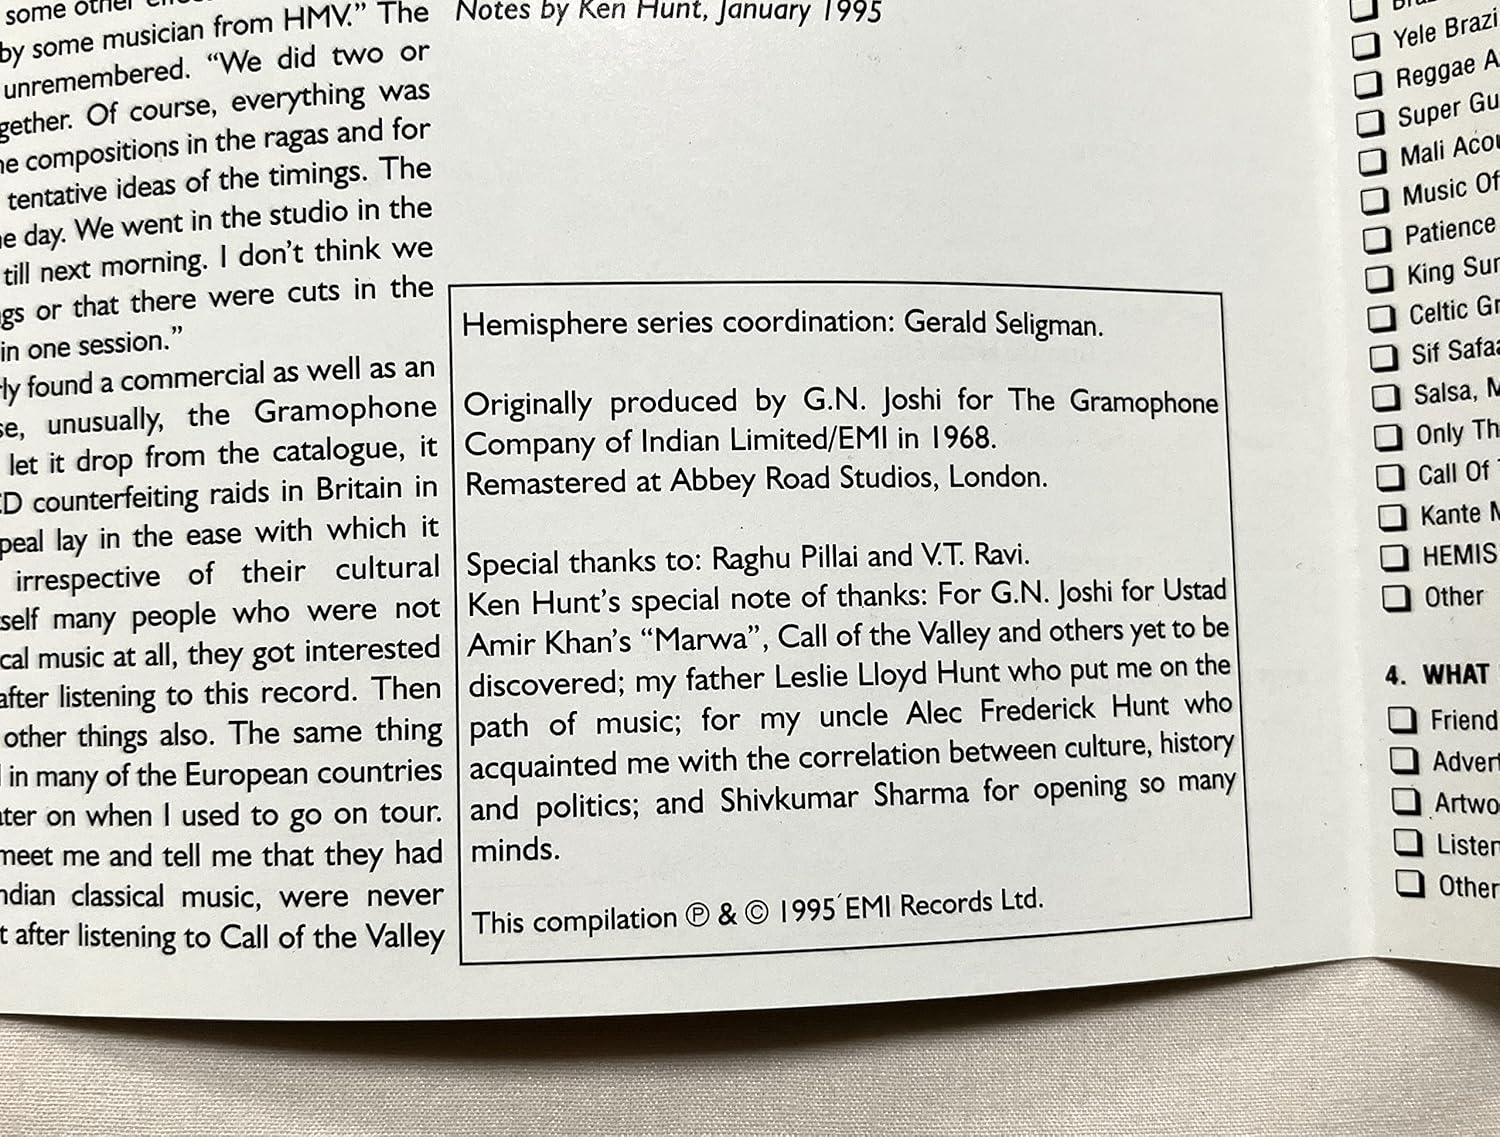 some other
by some musician from HMV.” The
unremembered. “We did two or
gether. Of course, everything was
compositions in the ragas and for
tentative ideas of the timings. The
day. We went in the studio in the
till next morning. I don’t think we
gs or that there were cuts in the
in one session.”
rly found a commercial as well as an
se, unusually, the Gramophone
let it drop from the catalogue, it
CD counterfeiting raids in Britain in
peal lay in the ease with which it
irrespective of their cultural
self many people who were not
cal music at all, they got interested
after listening to this record. Then
other things also. The same thing
in many of the European countries
ater on when I used to go on tour.
meet me and tell me that they had
ndian classical music, were never
t after listening to Call of the Valley
Notes by Ken Hunt, January 1995
Hemisphere series coordination: Gerald Seligman.
Originally produced by G.N. Joshi for The Gramophone
Company of Indian Limited/EMI in 1968.
Remastered at Abbey Road Studios, London.
Special thanks to: Raghu Pillai and V.T. Ravi.
Ken Hunt’s special note of thanks: For G.N. Joshi for Ustad
Amir Khan’s “Marwa”, Call of the Valley and others yet to be
discovered; my father Leslie Lloyd Hunt who put me on the
path of music; for my uncle Alec Frederick Hunt who
acquainted me with the correlation between culture, history
and politics; and Shivkumar Sharma for opening so many
minds.
This compilation ℗ & © 1995 EMI Records Ltd.
Yele Brazi
Reggae A
Super Gu
Mali Acou
Music Of
Patience
King Sun
Celtic Gr
Sif Safaa
Salsa, M
Only Th
Call Of T
Kante M
HEMIS
Other
4. WHAT
Friend
Advert
Artwo
Listen
Other